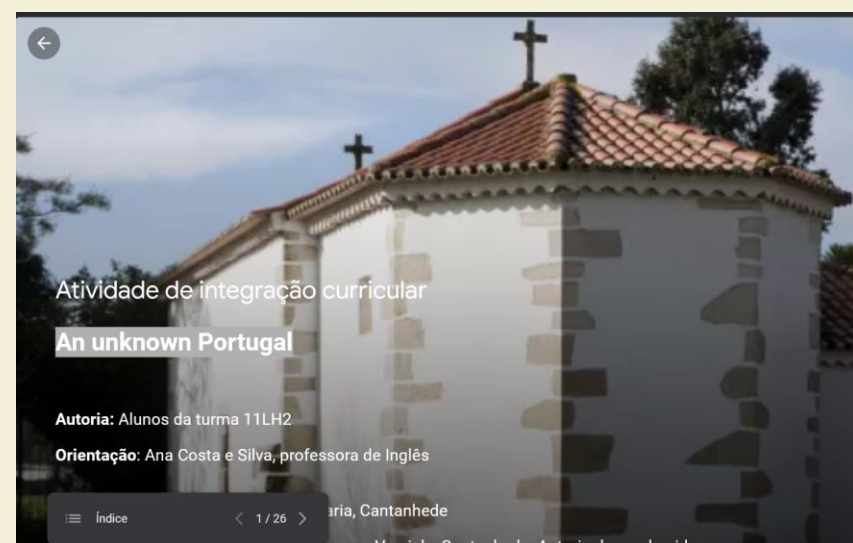 Atividade de integração curricular
An unknown Portugal
Autoria: Alunos da turma 11LH2
Orientação: Ana Costa e Silva, professora de Inglês
aria, Cantanhede
Índice
1 / 26